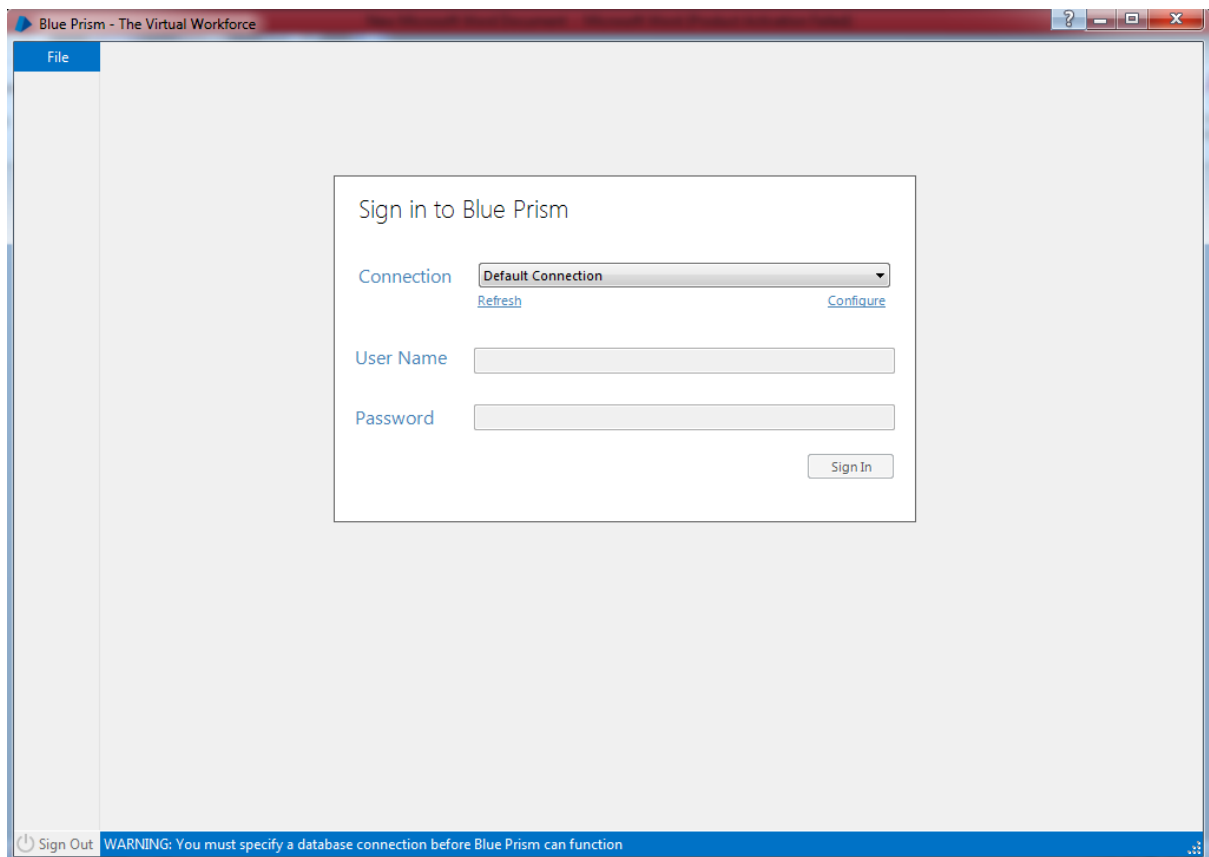 Blue Prism - The Virtual Workforce
File
Sign in to Blue Prism
Connection Default Connection
Refresh Configure
User Name
Password
Sign In
Sign Out WARNING: You must specify a database connection before Blue Prism can function